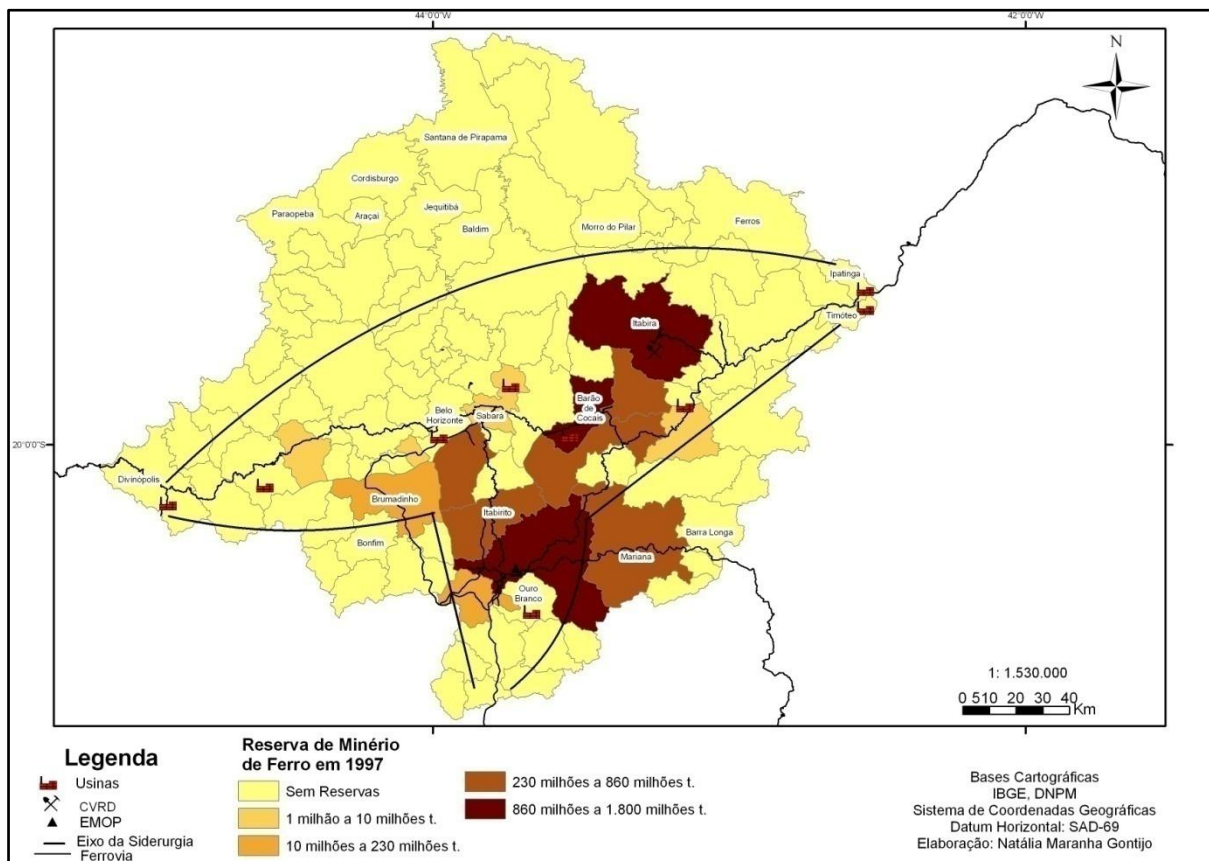 44°0'0"W
42°0'0"W
N
Santana de Pirapama
Cordisburgo
Paraopeba
Araçaí
Jequitibá
Baldim
Morro do Pilar
Ferros
Ipatinga
Timóteo
Itabira
Barão
de
Cocais
Belo
Horizonte
Sabará
20°0'0"S
Divinópolis
Brumadinho
Itabirito
Bonfim
Mariana
Barra Longa
Ouro
Branco
1: 1.530.000
0 510 20 30 40
Km
Legenda
Usinas
CVRD
EMOP
Eixo da Siderurgia
Ferrovia
Reserva de Minério
de Ferro em 1997
Sem Reservas
1 milhão a 10 milhões t.
10 milhões a 230 milhões t.
230 milhões a 860 milhões t.
860 milhões a 1.800 milhões t.
Bases Cartográficas
IBGE, DNPM
Sistema de Coordenadas Geográficas
Datum Horizontal: SAD-69
Elaboração: Natália Maranha Gontijo